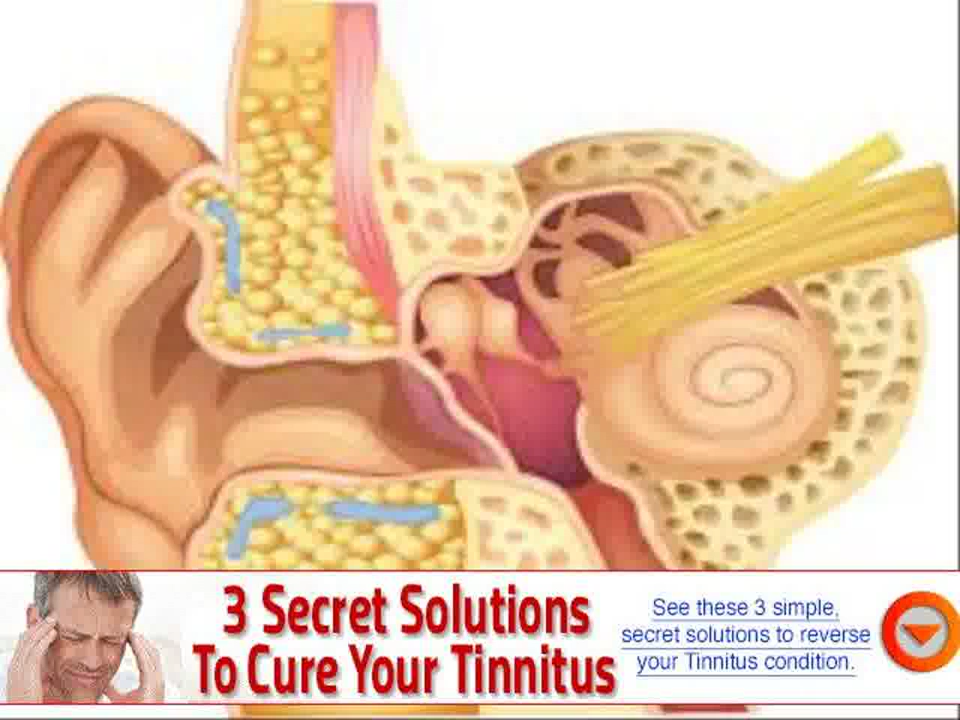 3 Secret Solutions
To Cure Your Tinnitus
See these 3 simple,
secret solutions to reverse
your Tinnitus condition.